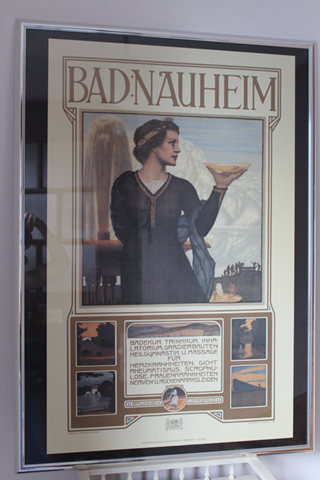 BAD-NAUHEIM
BADEKUR, TRINKKUR, INHA-
LATORIUM, GRADIERBAUTEN
HEILGYMNASTIK U. MASSAGE
FÜR
HERZKRANKHEITEN, GICHT
RHEUMATISMUS, SCROPHU-
LOSE, FRAUENKRANKHEITEN
NERVEN U. RÜCKENMARKSLEIDEN